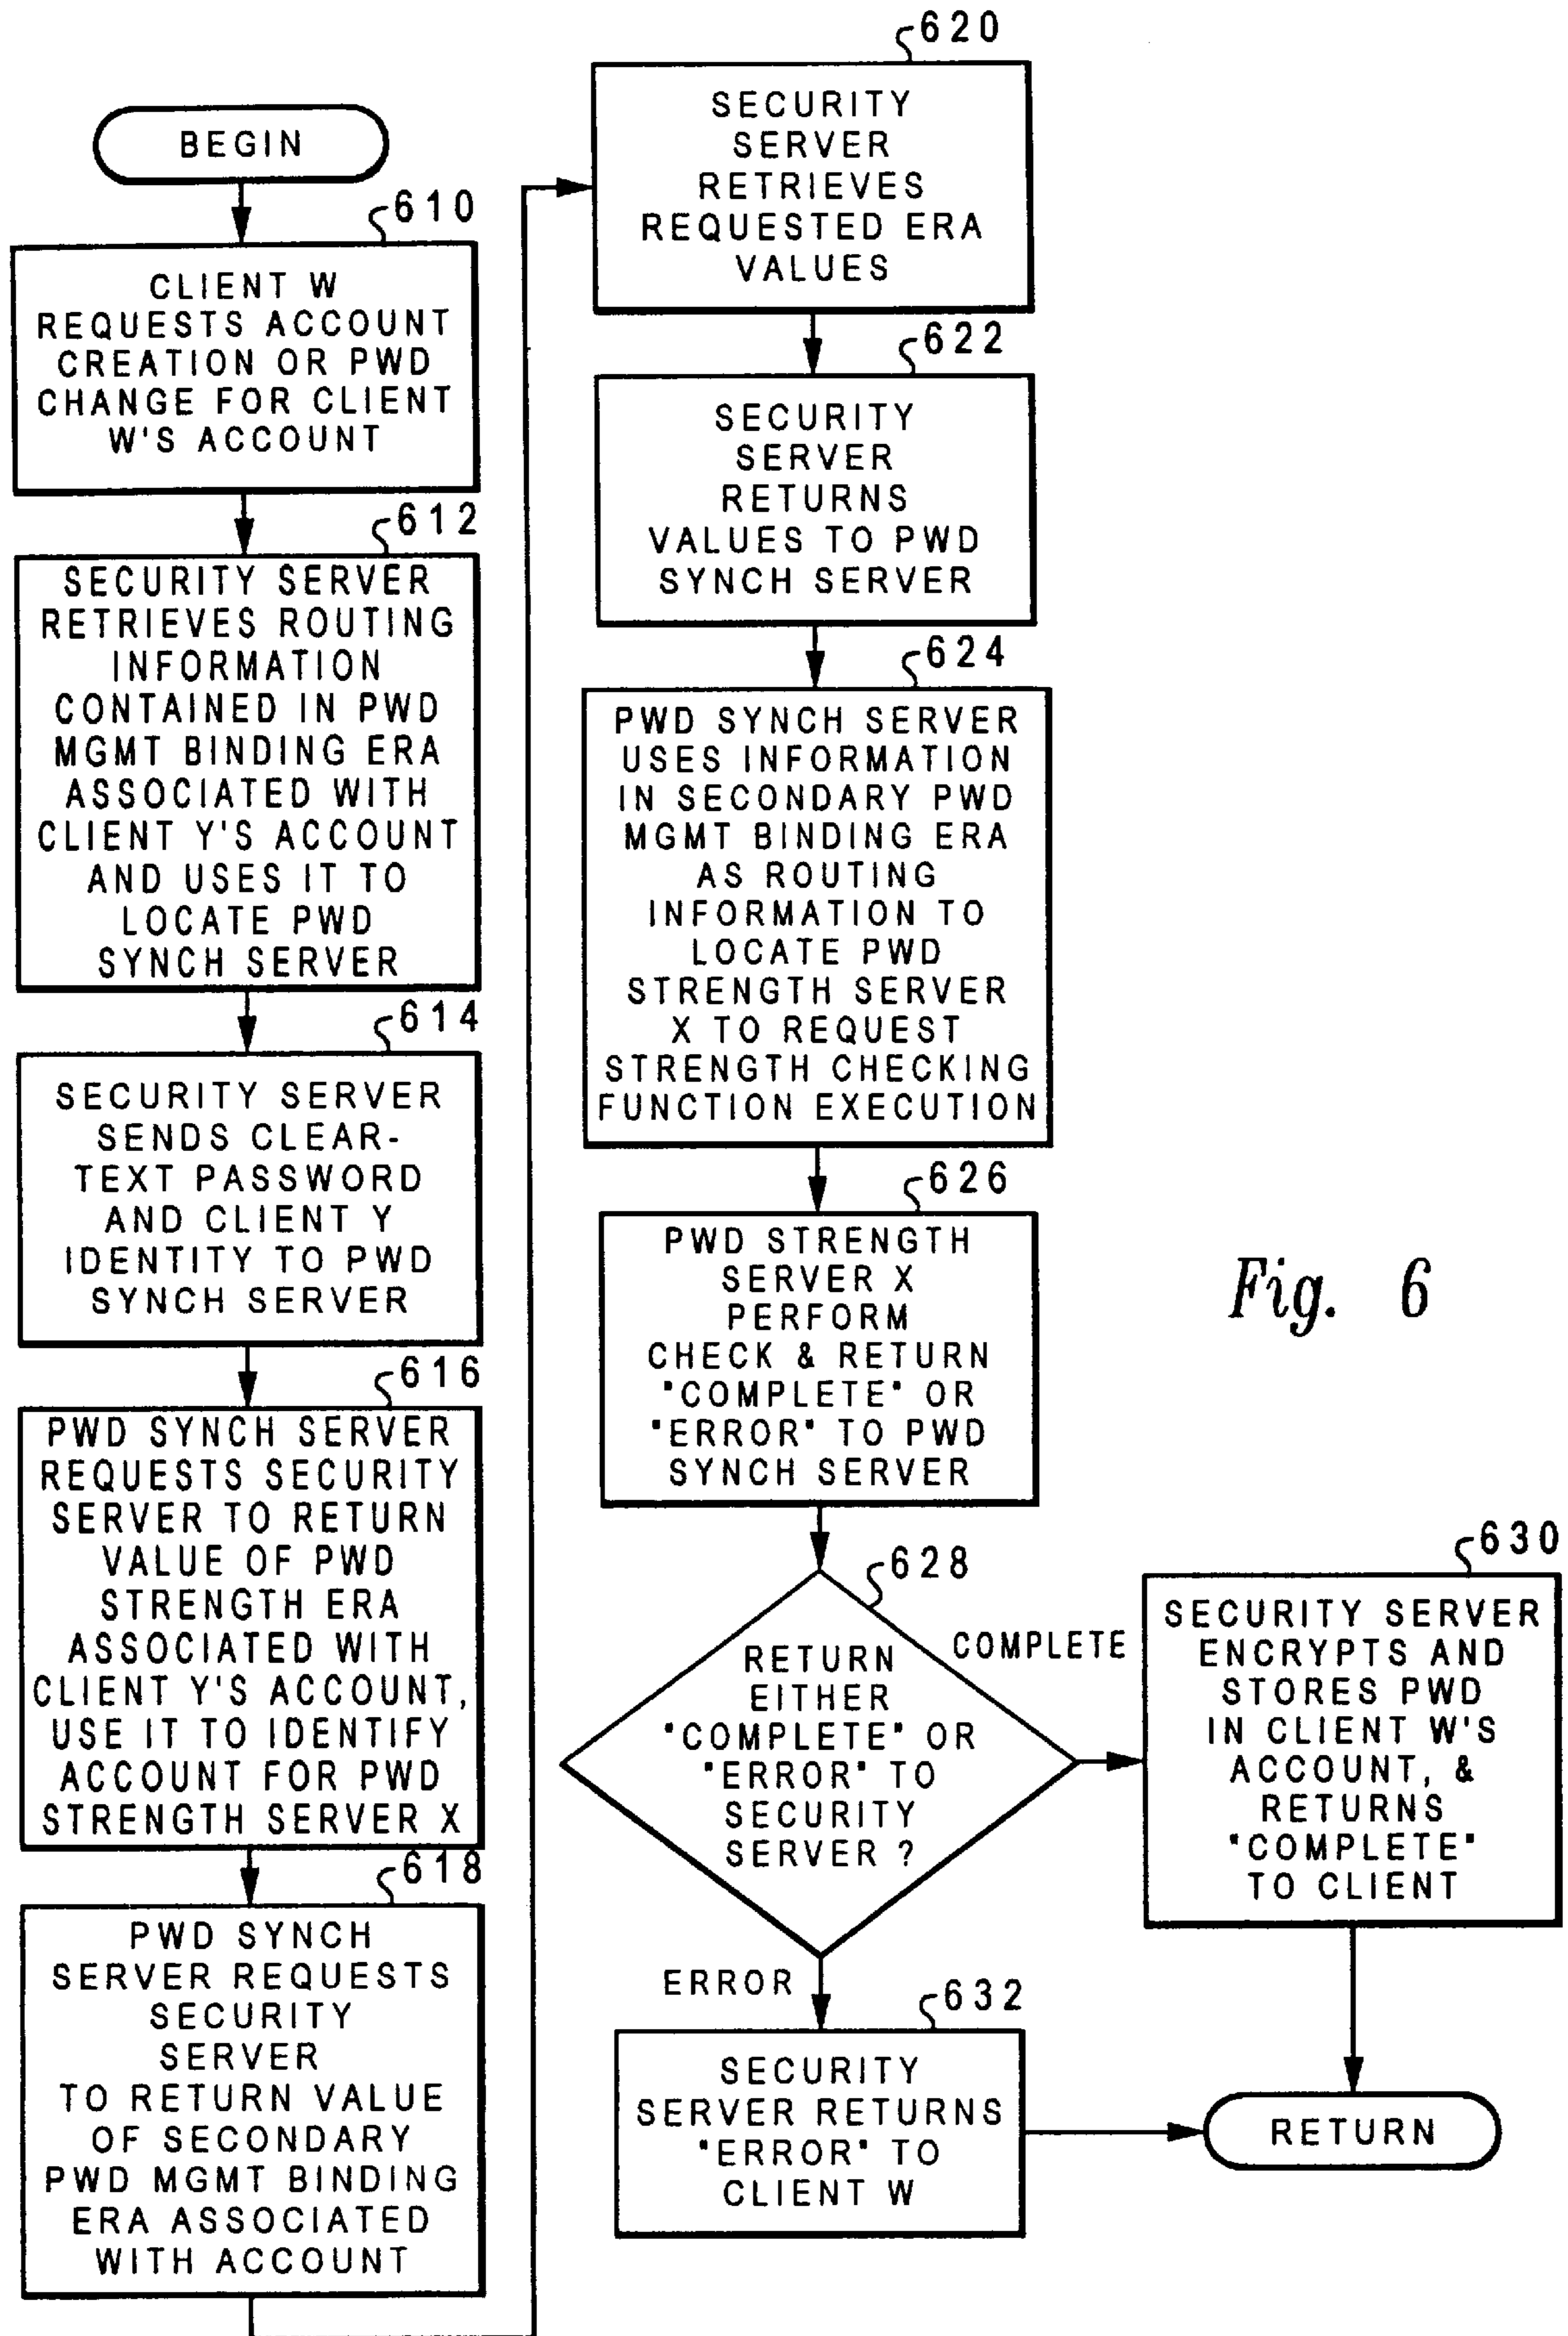 BEGIN
610
CLIENT W
REQUESTS ACCOUNT
CREATION OR PWD
CHANGE FOR CLIENT
W'S ACCOUNT
612
SECURITY SERVER
RETRIEVES ROUTING
INFORMATION
CONTAINED IN PWD
MGMT BINDING ERA
ASSOCIATED WITH
CLIENT Y'S ACCOUNT
AND USES IT TO
LOCATE PWD
SYNCH SERVER
614
SECURITY SERVER
SENDS CLEAR-
TEXT PASSWORD
AND CLIENT Y
IDENTITY TO PWD
SYNCH SERVER
616
PWD SYNCH SERVER
REQUESTS SECURITY
SERVER TO RETURN
VALUE OF PWD
STRENGTH ERA
ASSOCIATED WITH
CLIENT Y'S ACCOUNT,
USE IT TO IDENTIFY
ACCOUNT FOR PWD
STRENGTH SERVER X
618
PWD SYNCH
SERVER REQUESTS
SECURITY
SERVER
TO RETURN VALUE
OF SECONDARY
PWD MGMT BINDING
ERA ASSOCIATED
WITH ACCOUNT
620
SECURITY
SERVER
RETRIEVES
REQUESTED ERA
VALUES
622
SECURITY
SERVER
RETURNS
VALUES TO PWD
SYNCH SERVER
624
PWD SYNCH SERVER
USES INFORMATION
IN SECONDARY PWD
MGMT BINDING ERA
AS ROUTING
INFORMATION TO
LOCATE PWD
STRENGTH SERVER
X TO REQUEST
STRENGTH CHECKING
FUNCTION EXECUTION
626
PWD STRENGTH
SERVER X
PERFORM
CHECK & RETURN
"COMPLETE" OR
"ERROR" TO PWD
SYNCH SERVER
628
RETURN
EITHER
"COMPLETE" OR
"ERROR" TO
SECURITY
SERVER ?
COMPLETE
ERROR
630
SECURITY SERVER
ENCRYPTS AND
STORES PWD
IN CLIENT W'S
ACCOUNT, &
RETURNS
"COMPLETE"
TO CLIENT
632
SECURITY
SERVER RETURNS
"ERROR" TO
CLIENT W
RETURN
Fig. 6